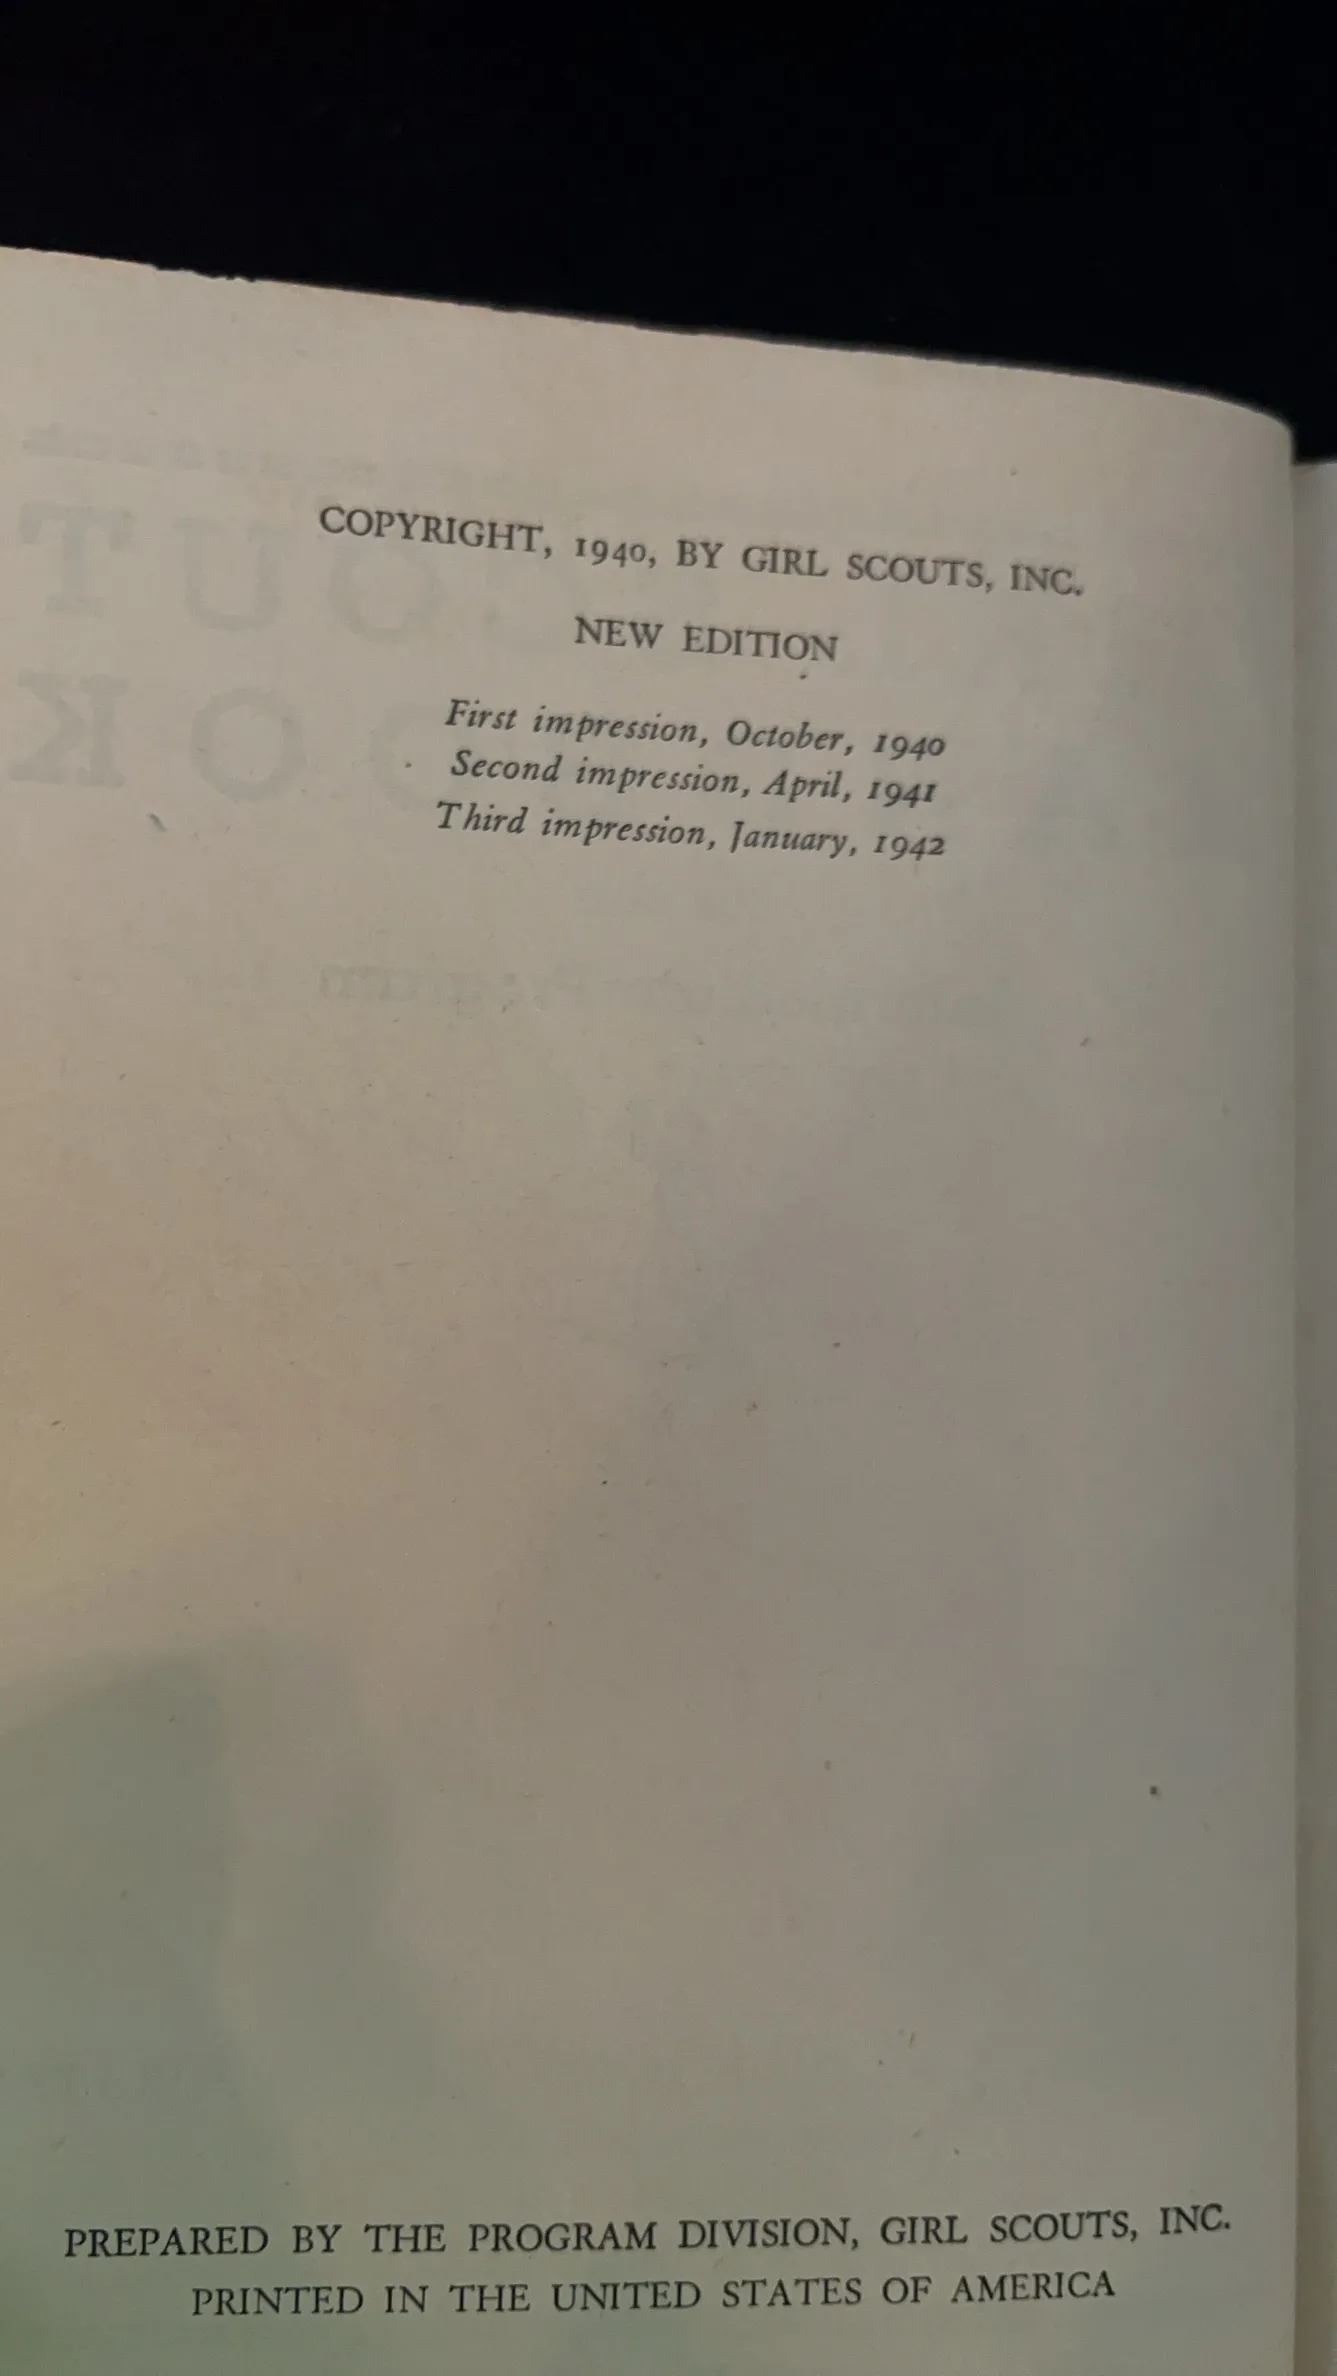 COPYRIGHT, 1940, BY GIRL SCOUTS, INC.
NEW EDITION
First impression, October, 1940
Second impression, April, 1941
Third impression, January, 1942
PREPARED BY THE PROGRAM DIVISION, GIRL SCOUTS, INC.
PRINTED IN THE UNITED STATES OF AMERICA